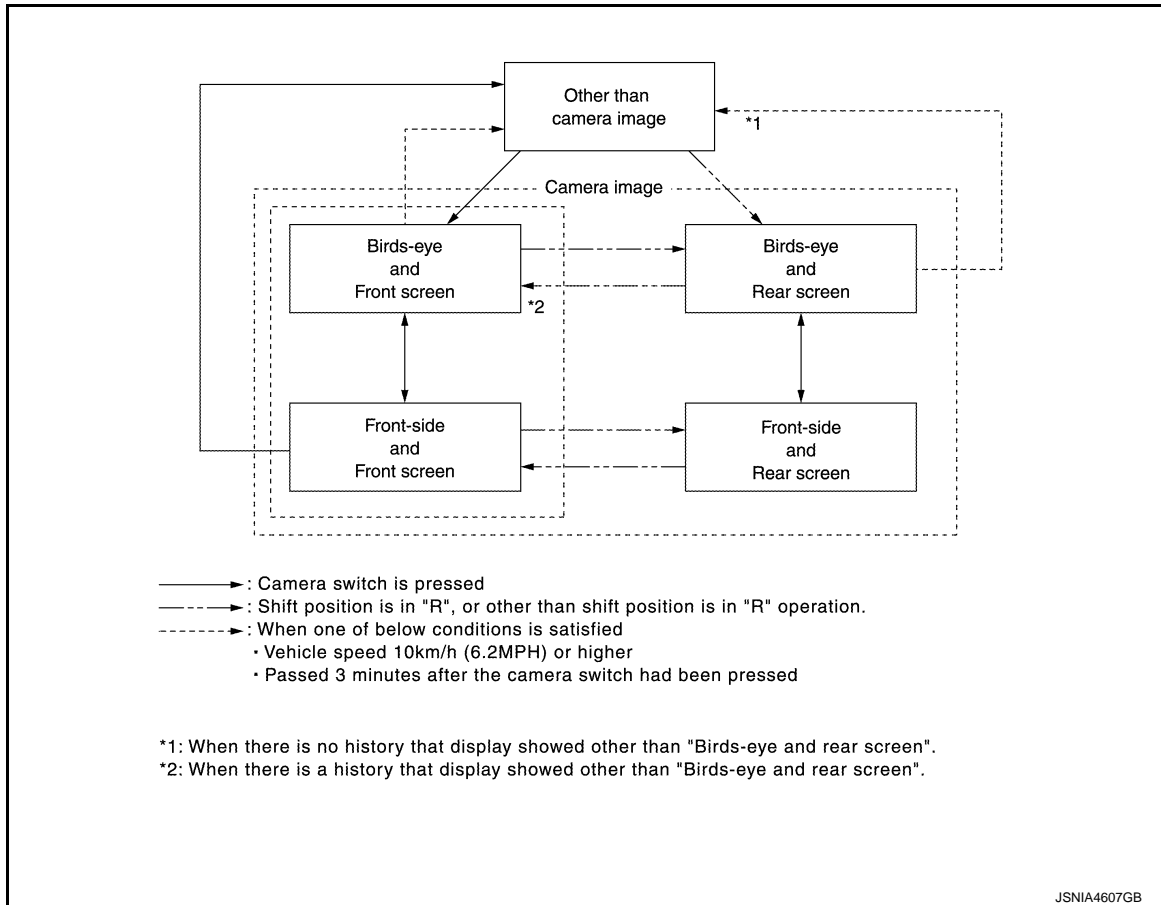 Other than
camera image
*1
Camera image
Birds-eye
and
Front screen
Birds-eye
and
Rear screen
*2
Front-side
and
Front screen
Front-side
and
Rear screen
: Camera switch is pressed
: Shift position is in "R", or other than shift position is in "R" operation.
: When one of below conditions is satisfied
· Vehicle speed 10km/h (6.2MPH) or higher
· Passed 3 minutes after the camera switch had been pressed
*1: When there is no history that display showed other than "Birds-eye and rear screen".
*2: When there is a history that display showed other than "Birds-eye and rear screen".
JSNIA4607GB